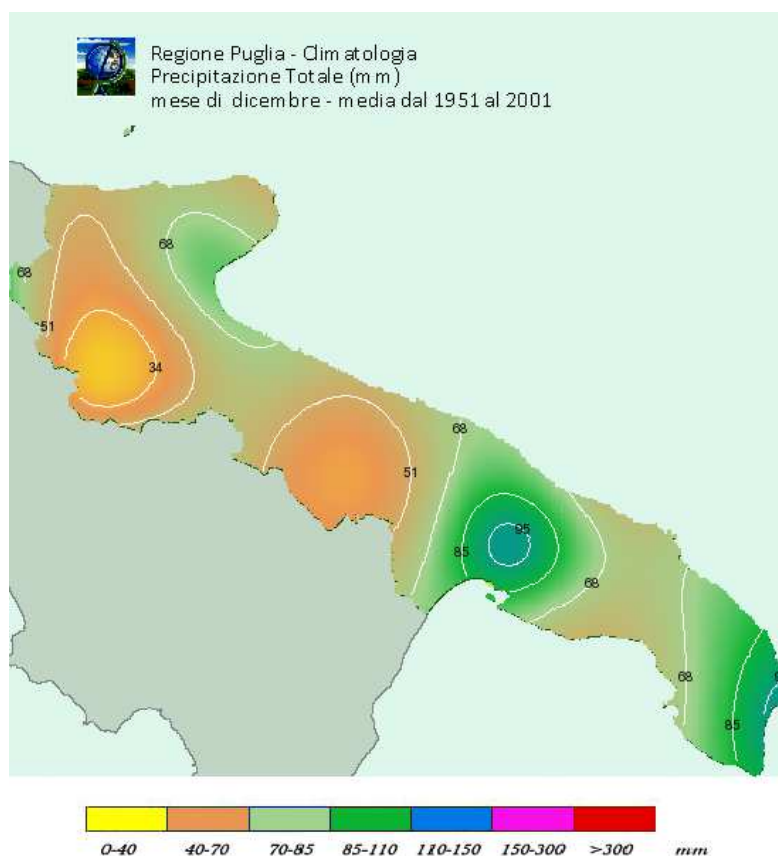 Regione Puglia - Climatologia
Precipitazione Totale (mm)
mese di dicembre - media dal 1951 al 2001
68
68
51
34
68
51
95
85
68
68
85
0-40 40-70 70-85 85-110 110-150 150-300 >300 mm